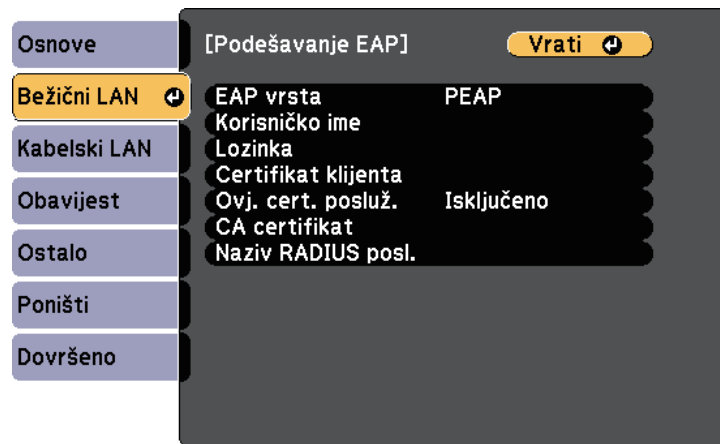 Osnove
Bežični LAN
Kabelski LAN
Obavijest
Ostalo
Poništi
Dovršeno
[Podešavanje EAP] Vrati
EAP vrsta PEAP
Korisničko ime
Lozinka
Certifikat klijenta
Ovj. cert. posluž. Isključeno
CA certifikat
Naziv RADIUS posl.